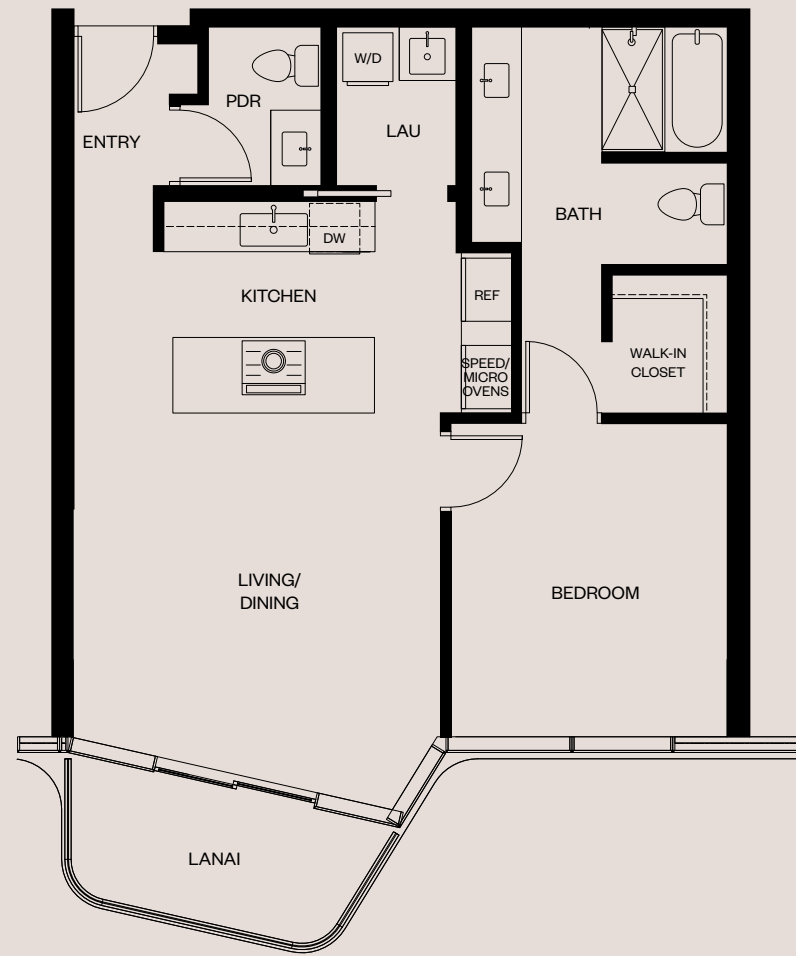 W/D
PDR
LAU
ENTRY
BATH
DW
KITCHEN
REF
SPEED/
MICRO
OVENS
WALK-IN
CLOSET
LIVING/
DINING
BEDROOM
LANAI